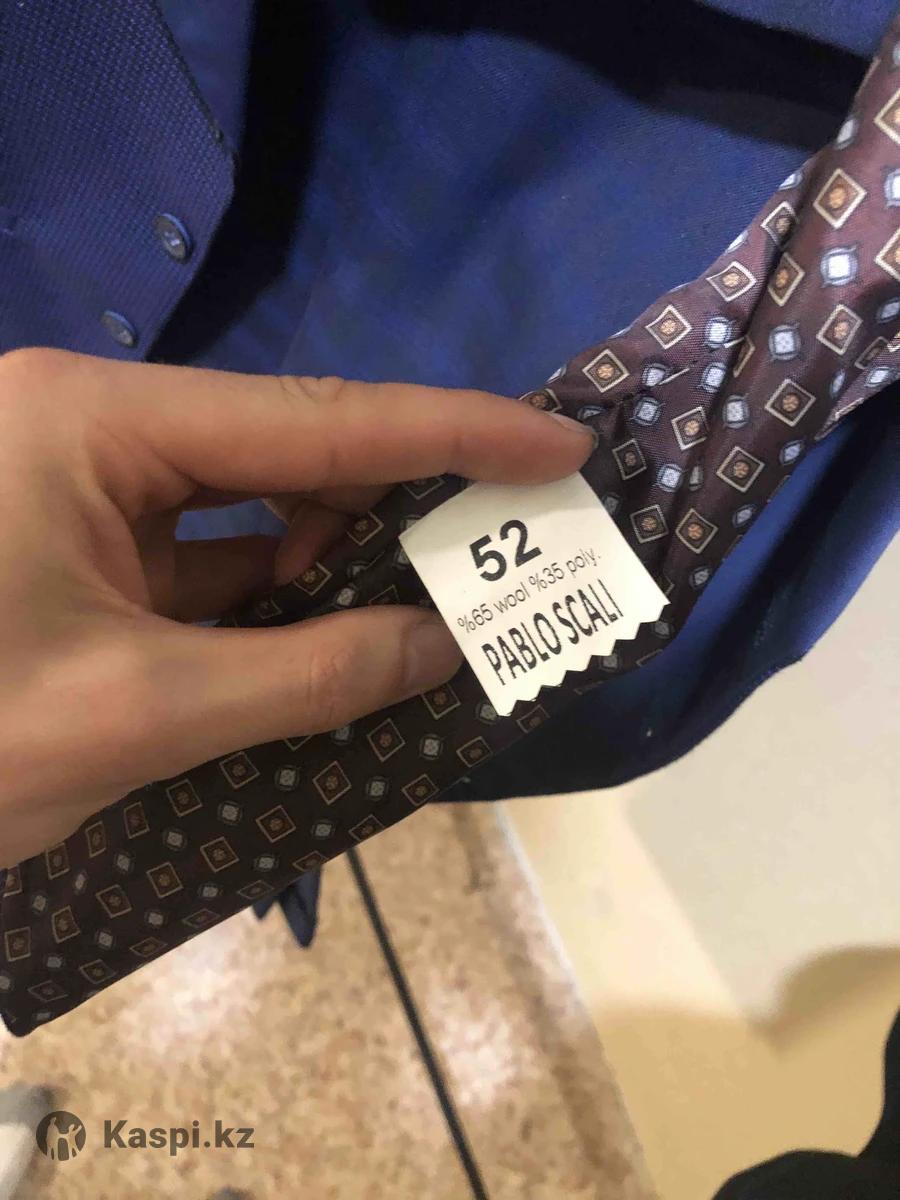 52
%65 wool %35 poly.
PABLO SCALI
Kaspi.kz